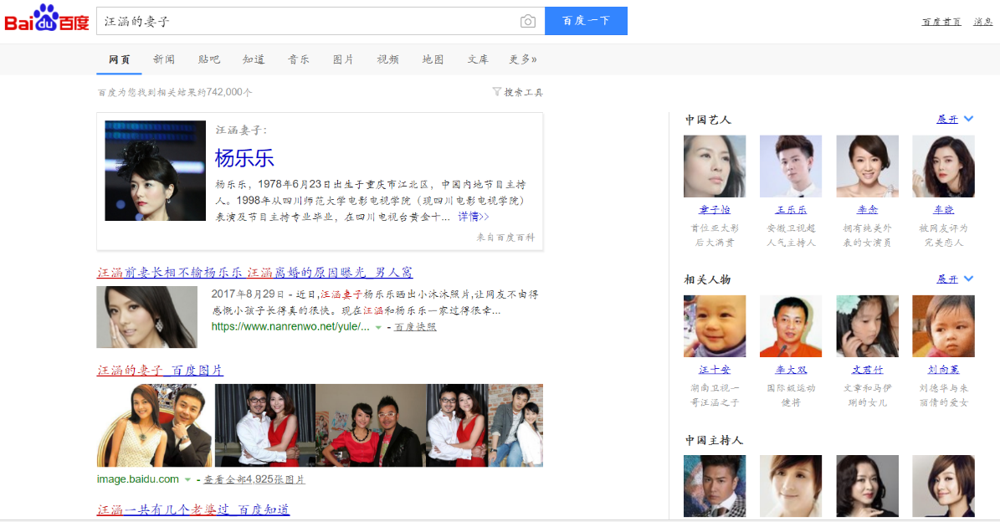 Bai du 百度
汪涵的妻子
百度一下
百度首页 消息
网页 新闻 贴吧 知道 音乐 图片 视频 地图 文库 更多»
百度为您找到相关结果约742,000个
搜索工具
汪涵妻子:
杨乐乐
杨乐乐，1978年6月23日出生于重庆市江北区，中国内地节目主持
人。1998年从四川师范大学电影电视学院（现四川电影电视学院）
表演及节目主持专业毕业，在四川电视台黄金十... 详情>>
来自百度百科
汪涵前妻长相不输杨乐乐 汪涵离婚的原因曝光_男人窝
2017年8月29日 - 近日,汪涵妻子杨乐乐晒出小沐沐照片,让网友不由得
感慨小孩子长得真的很快。现在汪涵和杨乐乐一家过得很幸...
https://www.nanrenwo.net/yule/... - 百度快照
汪涵的妻子_百度图片
image.baidu.com - 查看全部4,925张图片
汪涵一共有几个老婆过_百度知道
中国艺人 展开
章子怡 王乐乐 李念 车晓
首位亚太影 安徽卫视超 拥有纯美外 被网友评为
后大满贯 人气主持人 表的女演员 完美恋人
相关人物 展开
汪十安 李大双 文君竹 刘向蕙
湖南卫视一 国际级运动 文章和马伊 刘德华与朱
哥汪涵之子 健将 琍的女儿 丽倩的爱女
中国主持人